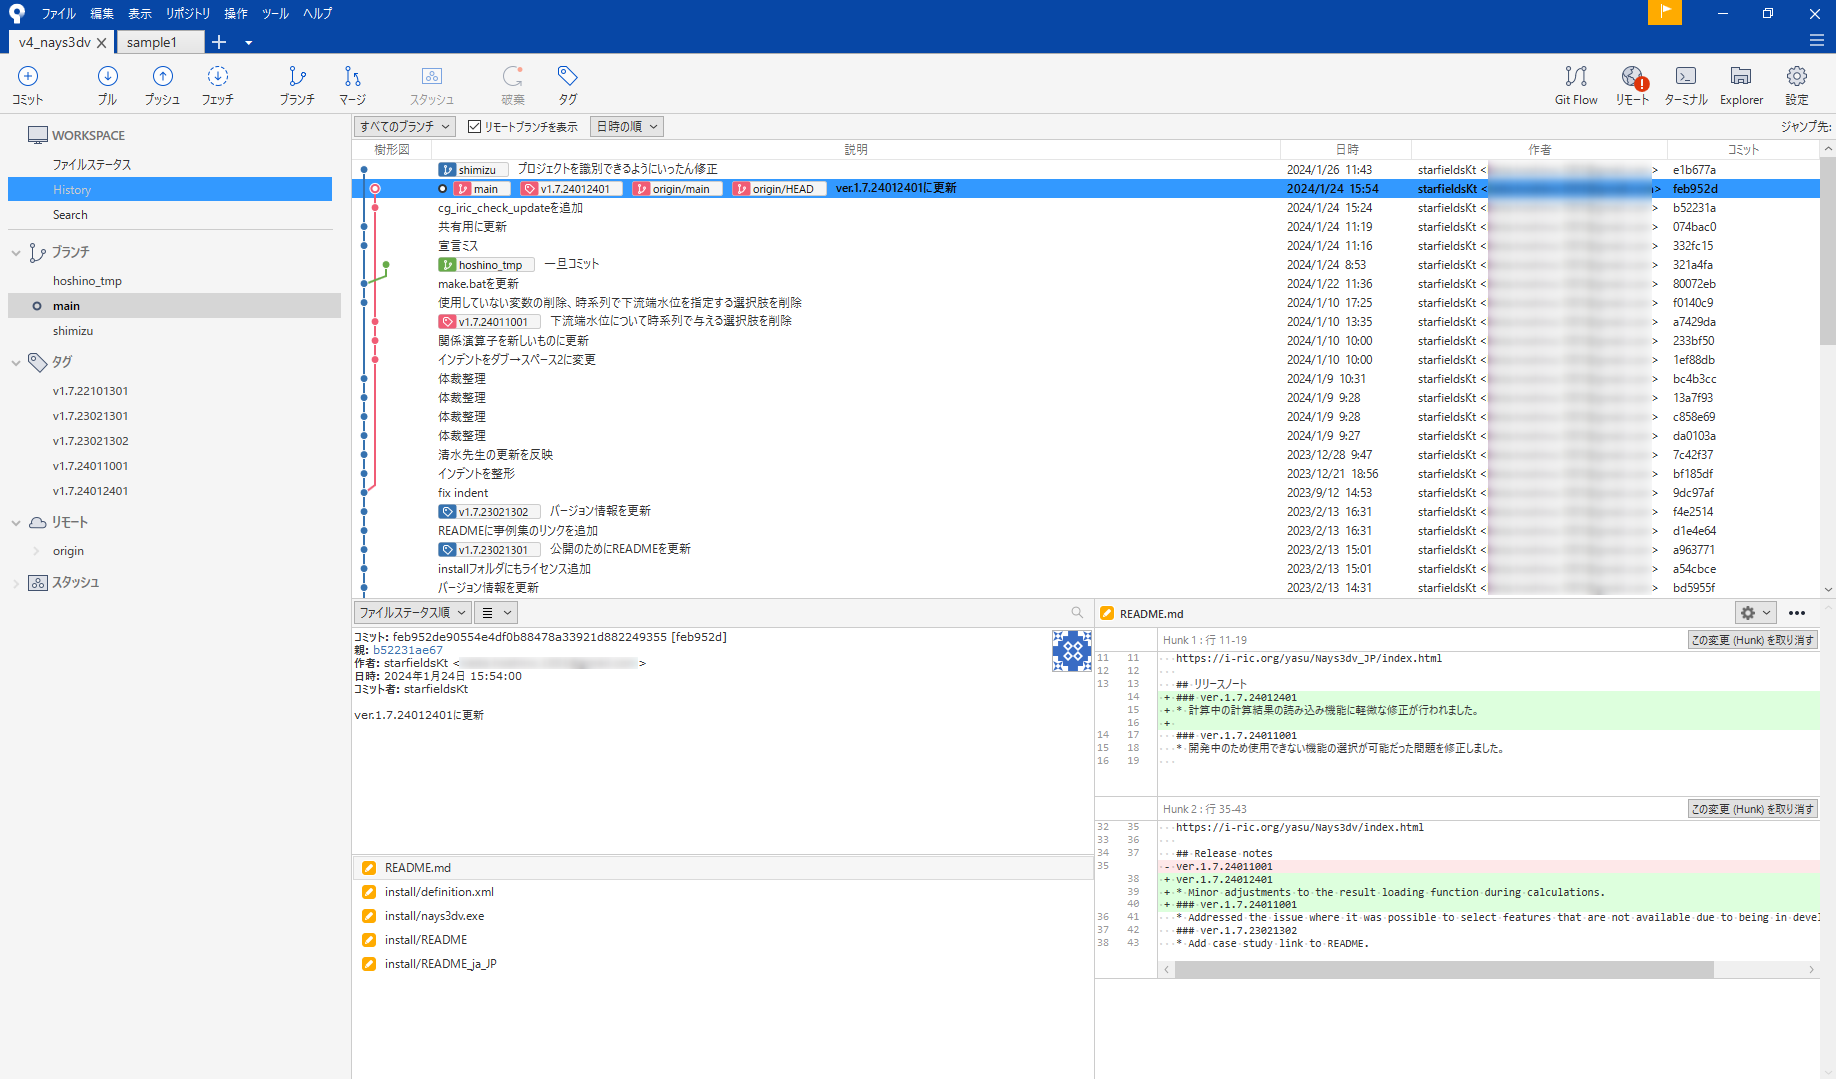 ファイル 編集 表示 リポジトリ 操作 ツール ヘルプ
v4_nays3dv sample1
コミット プル プッシュ フェッチ ブランチ マージ スタッシュ 破棄 タグ Git Flow リモート ターミナル Explorer 設定
WORKSPACE
ファイルステータス
History
Search
ブランチ
hoshino_tmp
main
shimizu
タグ
v1.7.22101301
v1.7.23021301
v1.7.23021302
v1.7.24011001
v1.7.24012401
リモート
origin
スタッシュ
すべてのブランチ リモートブランチを表示 日時の順 ジャンプ先:
樹形図 説明 日時 作者 コミット
shimizu プロジェクトを識別できるようにいったん修正 2024/1/26 11:43 starfieldsKt < > e1b677a
main v1.7.24012401 origin/main origin/HEAD ver.1.7.24012401に更新 2024/1/24 15:54 starfieldsKt < > feb952d
cg_iric_check_updateを追加 2024/1/24 15:24 starfieldsKt < > b52231a
共有用に更新 2024/1/24 11:19 starfieldsKt < > 074bac0
宣言ミス 2024/1/24 11:16 starfieldsKt < > 332fc15
hoshino_tmp 一旦コミット 2024/1/24 8:53 starfieldsKt < > 321a4fa
make.batを更新 2024/1/22 11:36 starfieldsKt < > 80072eb
使用していない変数の削除、時系列で下流端水位を指定する選択肢を削除 2024/1/10 17:25 starfieldsKt < > f0140c9
v1.7.24011001 下流端水位について時系列で与える選択肢を削除 2024/1/10 13:35 starfieldsKt < > a7429da
関係演算子を新しいものに更新 2024/1/10 10:00 starfieldsKt < > 233bf50
インデントをダブ→スペース2に変更 2024/1/10 10:00 starfieldsKt < > 1ef88db
体裁整理 2024/1/9 10:31 starfieldsKt < > bc4b3cc
体裁整理 2024/1/9 9:28 starfieldsKt < > 13a7f93
体裁整理 2024/1/9 9:28 starfieldsKt < > c858e69
体裁整理 2024/1/9 9:27 starfieldsKt < > da0103a
清水先生の更新を反映 2023/12/28 9:47 starfieldsKt < > 7c42f37
インデントを整形 2023/12/21 18:56 starfieldsKt < > bf185df
fix indent 2023/9/12 14:53 starfieldsKt < > 9dc97af
v1.7.23021302 バージョン情報を更新 2023/2/13 16:31 starfieldsKt < > f4e2514
READMEに事例集のリンクを追加 2023/2/13 16:31 starfieldsKt < > d1e4e64
v1.7.23021301 公開のためにREADMEを更新 2023/2/13 15:01 starfieldsKt < > a963771
installフォルダにもライセンス追加 2023/2/13 15:01 starfieldsKt < > a54cbce
バージョン情報を更新 2023/2/13 14:31 starfieldsKt < > bd5955f
ファイルステータス順
コミット: feb952de90554e4df0b88478a33921d882249355 [feb952d]
親: b52231ae67
作者: starfieldsKt < >
日時: 2024年1月24日 15:54:00
コミット者: starfieldsKt
ver.1.7.24012401に更新
README.md
install/definition.xml
install/nays3dv.exe
install/README
install/README_ja_JP
README.md
Hunk 1 : 行 11-19 この変更 (Hunk) を取り消す
11 11 https://i-ric.org/yasu/Nays3dv_JP/index.html
12 12
13 13 ## リリースノート
14 + ### ver.1.7.24012401
15 + * 計算中の計算結果の読み込み機能に軽微な修正が行われました。
16 +
14 17 ### ver.1.7.24011001
15 18 * 開発中のため使用できない機能の選択が可能だった問題を修正しました。
16 19
Hunk 2 : 行 35-43 この変更 (Hunk) を取り消す
32 35 https://i-ric.org/yasu/Nays3dv/index.html
33 36
34 37 ## Release notes
35 - ver.1.7.24011001
38 + ver.1.7.24012401
39 + * Minor adjustments to the result loading function during calculations.
40 + ### ver.1.7.24011001
36 41 * Addressed the issue where it was possible to select features that are not available due to being in devel
37 42 ### ver.1.7.23021302
38 43 * Add case study link to README.